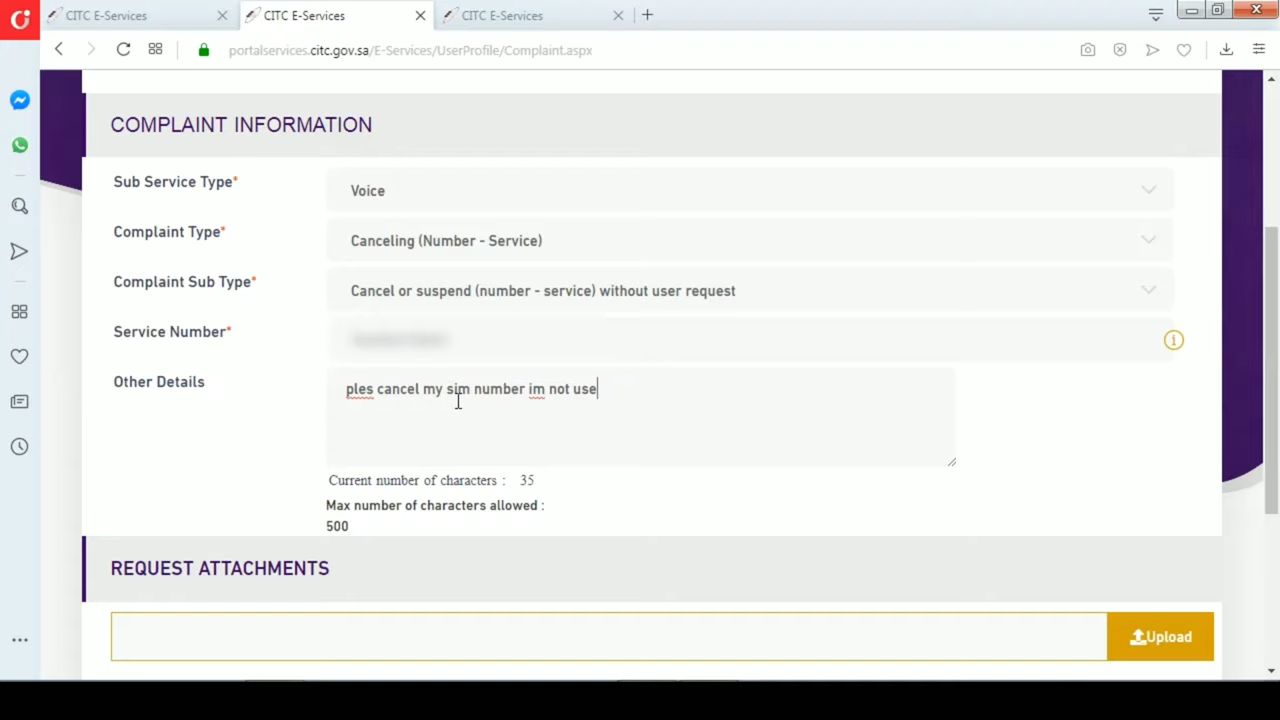 CITC E-Services
CITC E-Services
CITC E-Services
portalservices.citc.gov.sa/E-Services/UserProfile/Complaint.aspx
COMPLAINT INFORMATION
Sub Service Type*
Voice
Complaint Type*
Canceling (Number - Service)
Complaint Sub Type*
Cancel or suspend (number - service) without user request
Service Number*
Other Details
ples cancel my sim number im not use
Current number of characters : 35
Max number of characters allowed :
500
REQUEST ATTACHMENTS
Upload